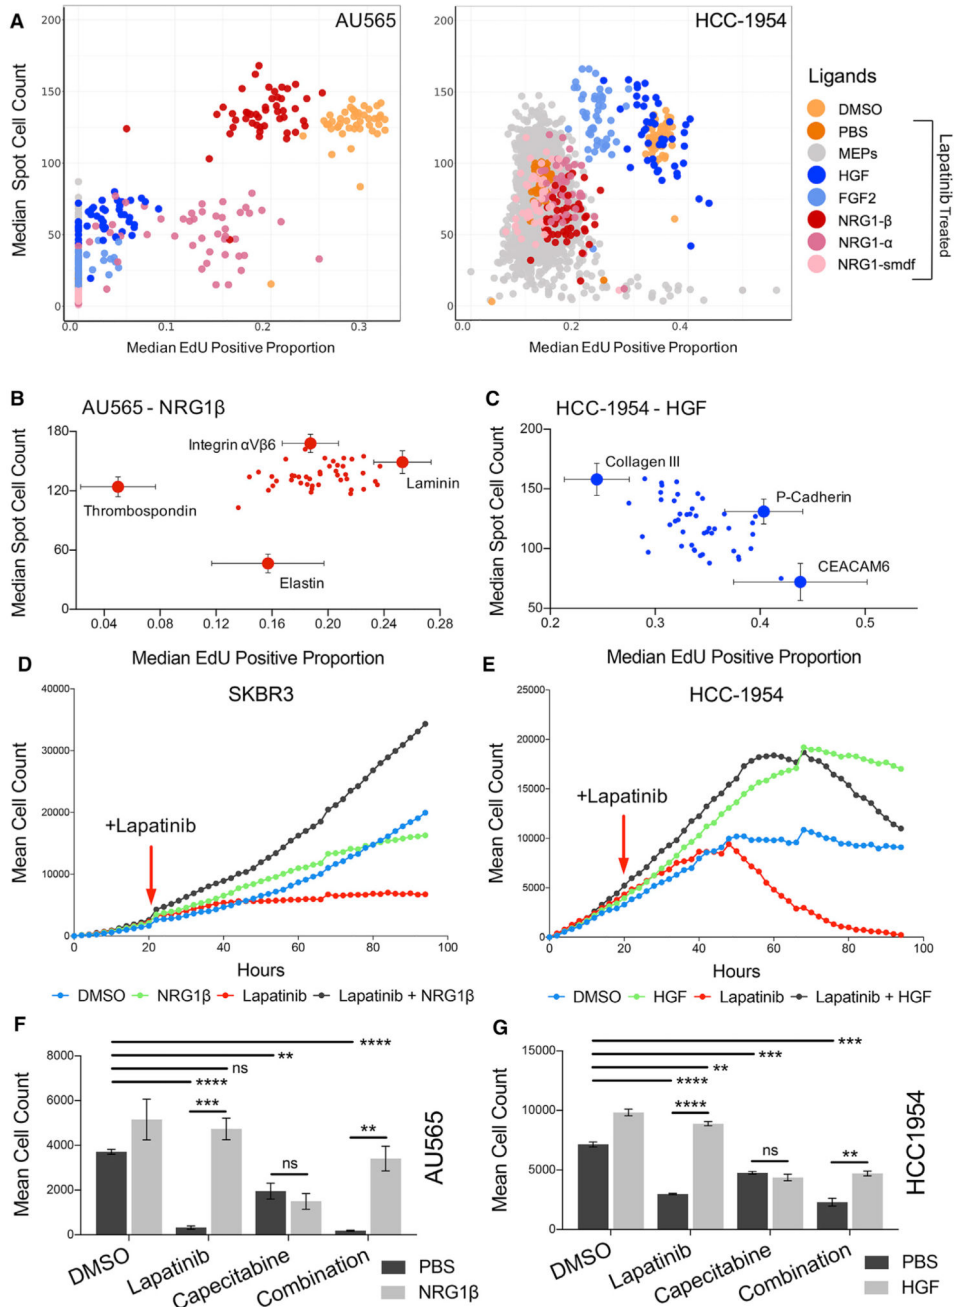 A
AU565
HCC-1954
Median Spot Cell Count
200
150
100
50
0
0.0
0.1
0.2
0.3
Median EdU Positive Proportion
200
150
100
50
0
0.0
0.2
0.4
Median EdU Positive Proportion
Ligands
DMSO
PBS
MEPs
HGF
FGF2
NRG1-β
NRG1-α
NRG1-smdf
Lapatinib Treated
B
AU565 - NRG1β
Median Spot Cell Count
180
120
60
0
Integrin αVβ6
Laminin
Thrombospondin
Elastin
0.04
0.08
0.12
0.16
0.20
0.24
0.28
Median EdU Positive Proportion
C
HCC-1954 - HGF
Median Spot Cell Count
200
150
100
50
Collagen III
P-Cadherin
CEACAM6
0.2
0.3
0.4
0.5
Median EdU Positive Proportion
D
SKBR3
Mean Cell Count
40000
30000
20000
10000
0
+Lapatinib
0
20
40
60
80
100
Hours
DMSO
NRG1β
Lapatinib
Lapatinib + NRG1β
E
HCC-1954
Mean Cell Count
25000
20000
15000
10000
5000
0
+Lapatinib
0
20
40
60
80
100
Hours
DMSO
HGF
Lapatinib
Lapatinib + HGF
F
Mean Cell Count
8000
6000
4000
2000
0
****
**
ns
****
***
ns
**
AU565
DMSO
Lapatinib
Capecitabine
Combination
PBS
NRG1β
G
Mean Cell Count
15000
10000
5000
0
***
***
**
****
****
ns
**
HCC1954
DMSO
Lapatinib
Capecitabine
Combination
PBS
HGF